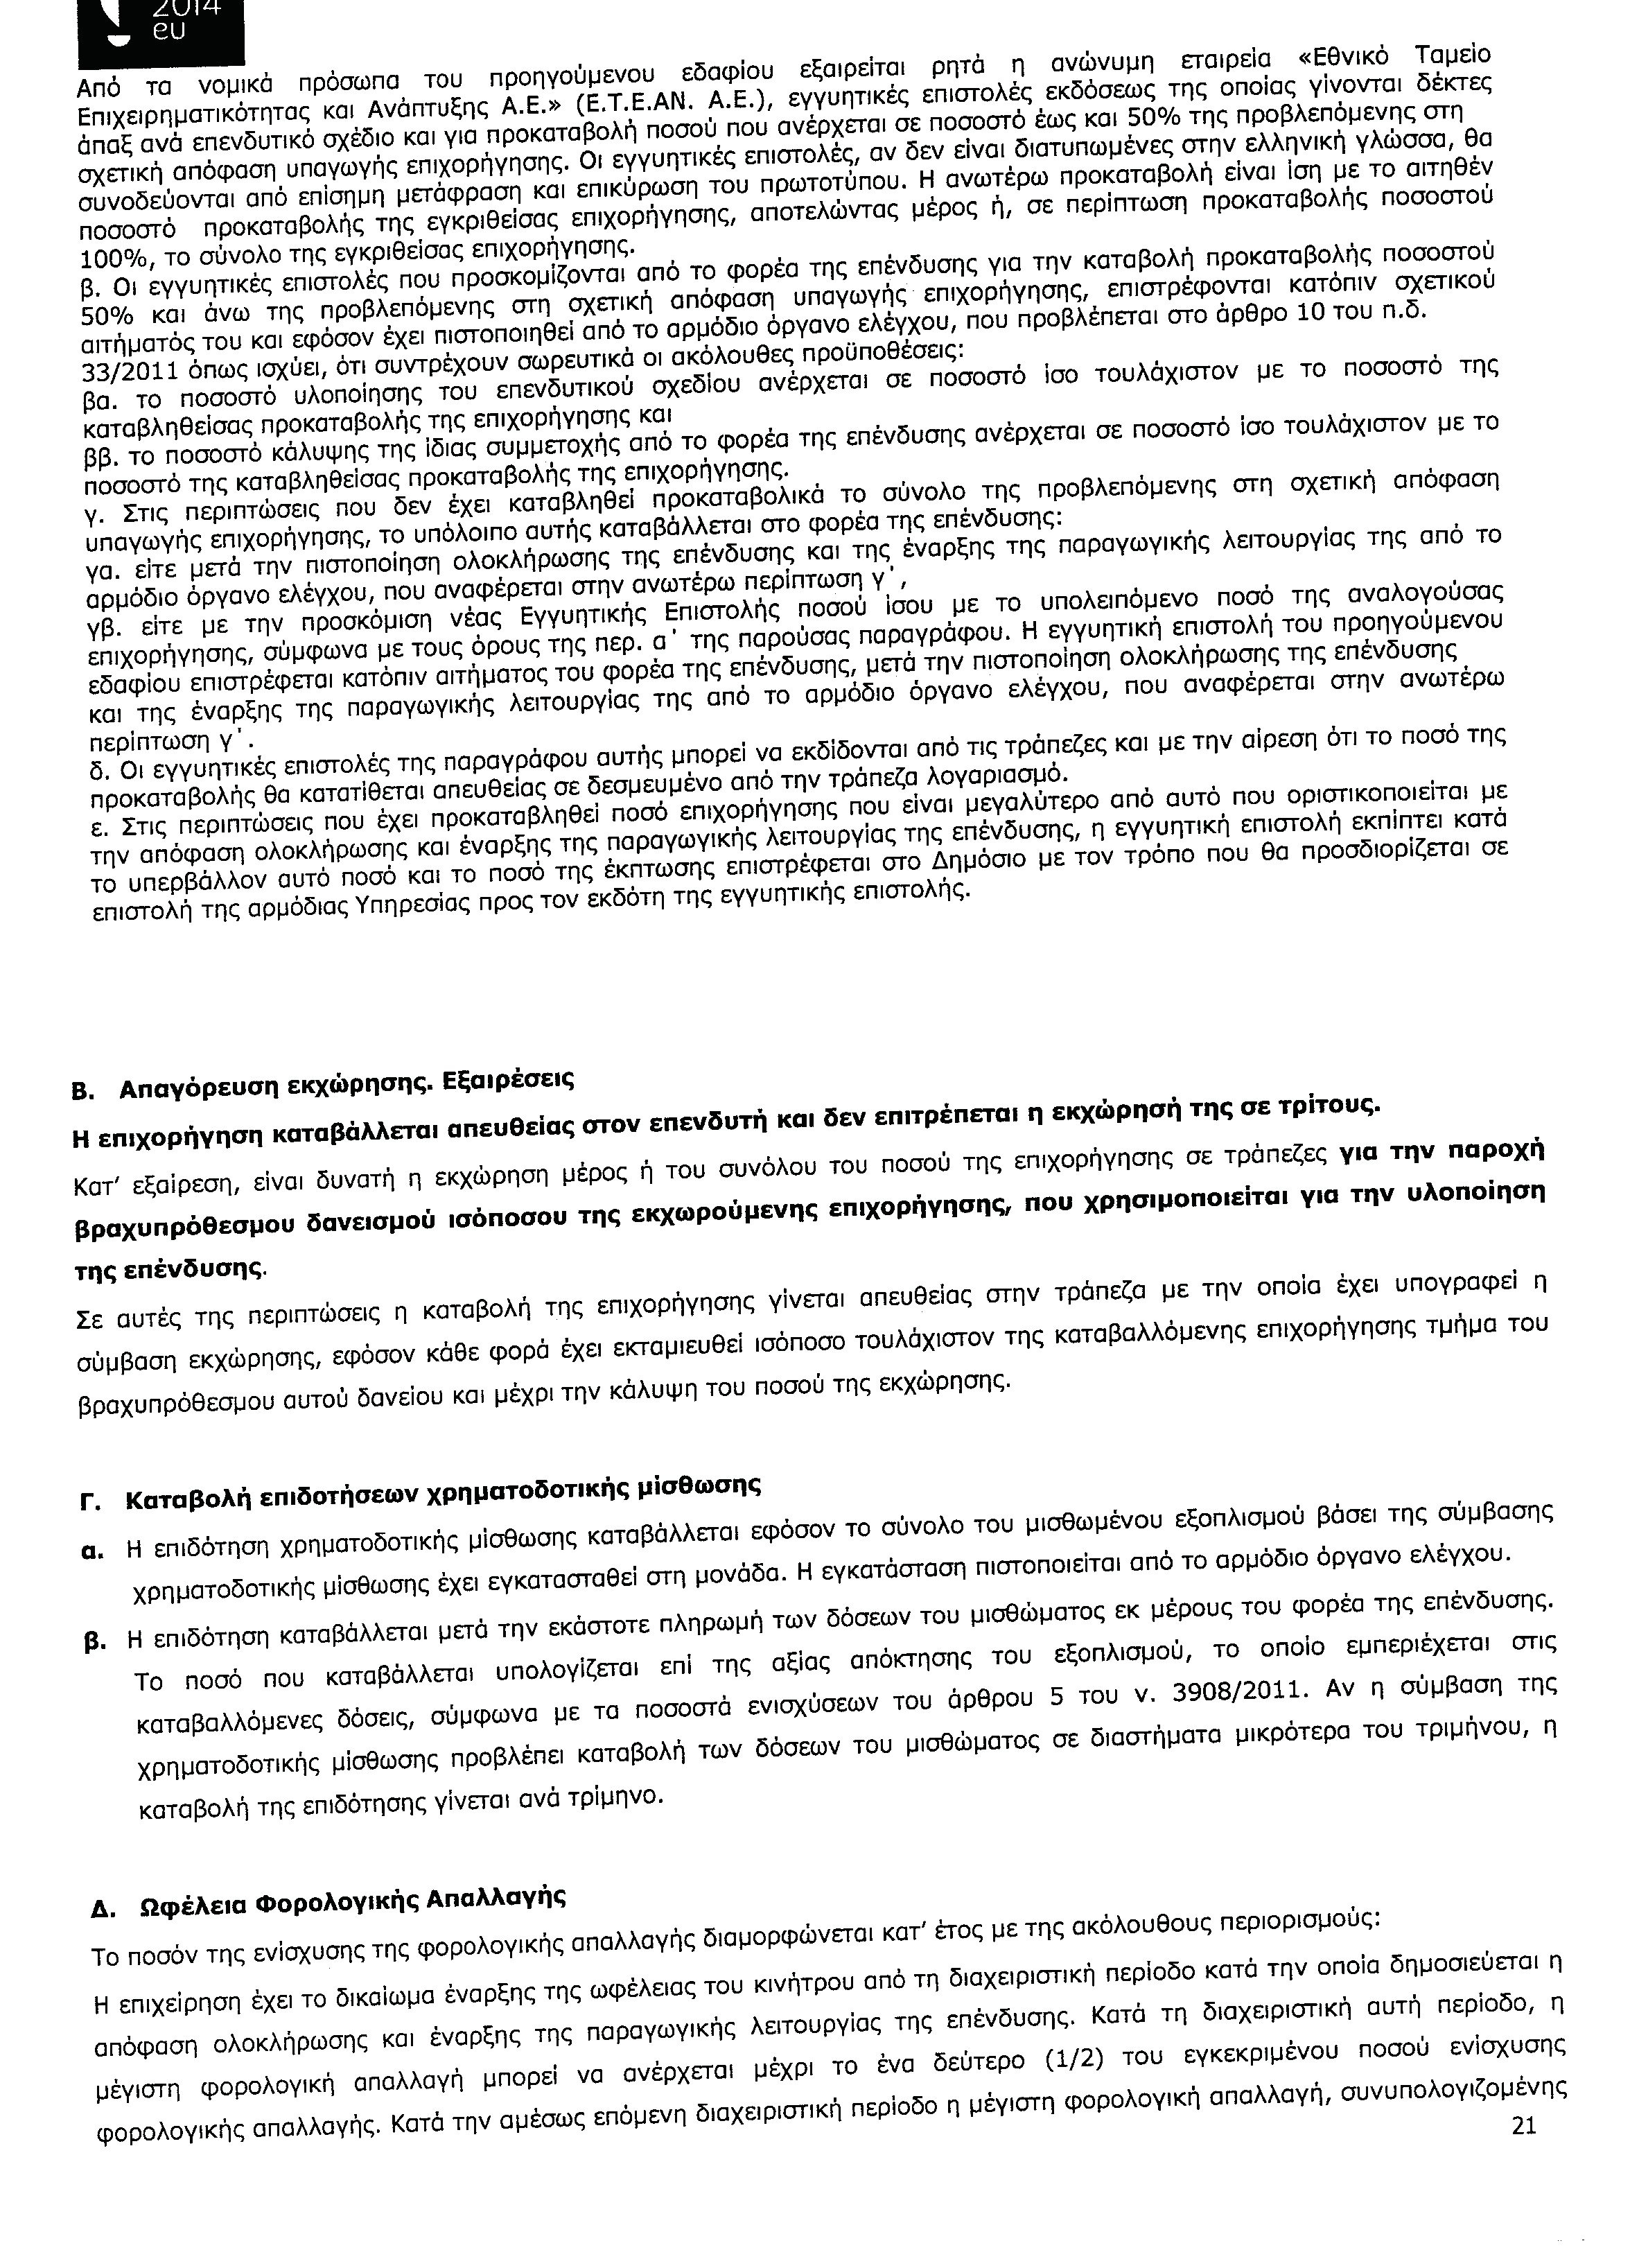 2014
eu
Από τα νομικά πρόσωπα του προηγούμενου εδαφίου εξαιρείται ρητά η ανώνυμη εταιρεία «Εθνικό Ταμείο
Επιχειρηματικότητας και Ανάπτυξης Α.Ε.» (Ε.Τ.Ε.ΑΝ. Α.Ε.), εγγυητικές επιστολές εκδόσεως της οποίας γίνονται δέκτες
άπαξ ανά επενδυτικό σχέδιο και για προκαταβολή ποσού που ανέρχεται σε ποσοστό έως και 50% της προβλεπόμενης στη
σχετική απόφαση υπαγωγής επιχορήγησης. Οι εγγυητικές επιστολές, αν δεν είναι διατυπωμένες στην ελληνική γλώσσα, θα
συνοδεύονται από επίσημη μετάφραση και επικύρωση του πρωτοτύπου. Η ανωτέρω προκαταβολή είναι ίση με το αιτηθέν
ποσοστό προκαταβολής της εγκριθείσας επιχορήγησης, αποτελώντας μέρος ή, σε περίπτωση προκαταβολής ποσοστού
100%, το σύνολο της εγκριθείσας επιχορήγησης.
β. Οι εγγυητικές επιστολές που προσκομίζονται από το φορέα της επένδυσης για την καταβολή προκαταβολής ποσοστού
50% και άνω της προβλεπόμενης στη σχετική απόφαση υπαγωγής επιχορήγησης, επιστρέφονται κατόπιν σχετικού
αιτήματός του και εφόσον έχει πιστοποιηθεί από το αρμόδιο όργανο ελέγχου, που προβλέπεται στο άρθρο 10 του π.δ.
33/2011 όπως ισχύει, ότι συντρέχουν σωρευτικά οι ακόλουθες προϋποθέσεις:
βα. το ποσοστό υλοποίησης του επενδυτικού σχεδίου ανέρχεται σε ποσοστό ίσο τουλάχιστον με το ποσοστό της
καταβληθείσας προκαταβολής της επιχορήγησης και
ββ. το ποσοστό κάλυψης της ίδιας συμμετοχής από το φορέα της επένδυσης ανέρχεται σε ποσοστό ίσο τουλάχιστον με το
ποσοστό της καταβληθείσας προκαταβολής της επιχορήγησης.
γ. Στις περιπτώσεις που δεν έχει καταβληθεί προκαταβολικά το σύνολο της προβλεπόμενης στη σχετική απόφαση
υπαγωγής επιχορήγησης, το υπόλοιπο αυτής καταβάλλεται στο φορέα της επένδυσης:
γα. είτε μετά την πιστοποίηση ολοκλήρωσης της επένδυσης και της έναρξης της παραγωγικής λειτουργίας της από το
αρμόδιο όργανο ελέγχου, που αναφέρεται στην ανωτέρω περίπτωση γ΄,
γβ. είτε με την προσκόμιση νέας Εγγυητικής Επιστολής ποσού ίσου με το υπολειπόμενο ποσό της αναλογούσας
επιχορήγησης, σύμφωνα με τους όρους της περ. α΄ της παρούσας παραγράφου. Η εγγυητική επιστολή του προηγούμενου
εδαφίου επιστρέφεται κατόπιν αιτήματος του φορέα της επένδυσης, μετά την πιστοποίηση ολοκλήρωσης της επένδυσης
και της έναρξης της παραγωγικής λειτουργίας της από το αρμόδιο όργανο ελέγχου, που αναφέρεται στην ανωτέρω
περίπτωση γ΄.
δ. Οι εγγυητικές επιστολές της παραγράφου αυτής μπορεί να εκδίδονται από τις τράπεζες και με την αίρεση ότι το ποσό της
προκαταβολής θα κατατίθεται απευθείας σε δεσμευμένο από την τράπεζα λογαριασμό.
ε. Στις περιπτώσεις που έχει προκαταβληθεί ποσό επιχορήγησης που είναι μεγαλύτερο από αυτό που οριστικοποιείται με
την απόφαση ολοκλήρωσης και έναρξης της παραγωγικής λειτουργίας της επένδυσης, η εγγυητική επιστολή εκπίπτει κατά
το υπερβάλλον αυτό ποσό και το ποσό της έκπτωσης επιστρέφεται στο Δημόσιο με τον τρόπο που θα προσδιορίζεται σε
επιστολή της αρμόδιας Υπηρεσίας προς τον εκδότη της εγγυητικής επιστολής.
Β. Απαγόρευση εκχώρησης. Εξαιρέσεις
Η επιχορήγηση καταβάλλεται απευθείας στον επενδυτή και δεν επιτρέπεται η εκχώρησή της σε τρίτους.
Κατ’ εξαίρεση, είναι δυνατή η εκχώρηση μέρος ή του συνόλου του ποσού της επιχορήγησης σε τράπεζες για την παροχή
βραχυπρόθεσμου δανεισμού ισόποσου της εκχωρούμενης επιχορήγησης, που χρησιμοποιείται για την υλοποίηση
της επένδυσης.
Σε αυτές της περιπτώσεις η καταβολή της επιχορήγησης γίνεται απευθείας στην τράπεζα με την οποία έχει υπογραφεί η
σύμβαση εκχώρησης, εφόσον κάθε φορά έχει εκταμιευθεί ισόποσο τουλάχιστον της καταβαλλόμενης επιχορήγησης τμήμα του
βραχυπρόθεσμου αυτού δανείου και μέχρι την κάλυψη του ποσού της εκχώρησης.
Γ. Καταβολή επιδοτήσεων χρηματοδοτικής μίσθωσης
α. Η επιδότηση χρηματοδοτικής μίσθωσης καταβάλλεται εφόσον το σύνολο του μισθωμένου εξοπλισμού βάσει της σύμβασης
χρηματοδοτικής μίσθωσης έχει εγκατασταθεί στη μονάδα. Η εγκατάσταση πιστοποιείται από το αρμόδιο όργανο ελέγχου.
β. Η επιδότηση καταβάλλεται μετά την εκάστοτε πληρωμή των δόσεων του μισθώματος εκ μέρους του φορέα της επένδυσης.
Το ποσό που καταβάλλεται υπολογίζεται επί της αξίας απόκτησης του εξοπλισμού, το οποίο εμπεριέχεται στις
καταβαλλόμενες δόσεις, σύμφωνα με τα ποσοστά ενισχύσεων του άρθρου 5 του ν. 3908/2011. Αν η σύμβαση της
χρηματοδοτικής μίσθωσης προβλέπει καταβολή των δόσεων του μισθώματος σε διαστήματα μικρότερα του τριμήνου, η
καταβολή της επιδότησης γίνεται ανά τρίμηνο.
Δ. Ωφέλεια Φορολογικής Απαλλαγής
Το ποσόν της ενίσχυσης της φορολογικής απαλλαγής διαμορφώνεται κατ’ έτος με της ακόλουθους περιορισμούς:
Η επιχείρηση έχει το δικαίωμα έναρξης της ωφέλειας του κινήτρου από τη διαχειριστική περίοδο κατά την οποία δημοσιεύεται η
απόφαση ολοκλήρωσης και έναρξης της παραγωγικής λειτουργίας της επένδυσης. Κατά τη διαχειριστική αυτή περίοδο, η
μέγιστη φορολογική απαλλαγή μπορεί να ανέρχεται μέχρι το ένα δεύτερο (1/2) του εγκεκριμένου ποσού ενίσχυσης
φορολογικής απαλλαγής. Κατά την αμέσως επόμενη διαχειριστική περίοδο η μέγιστη φορολογική απαλλαγή, συνυπολογιζομένης
21